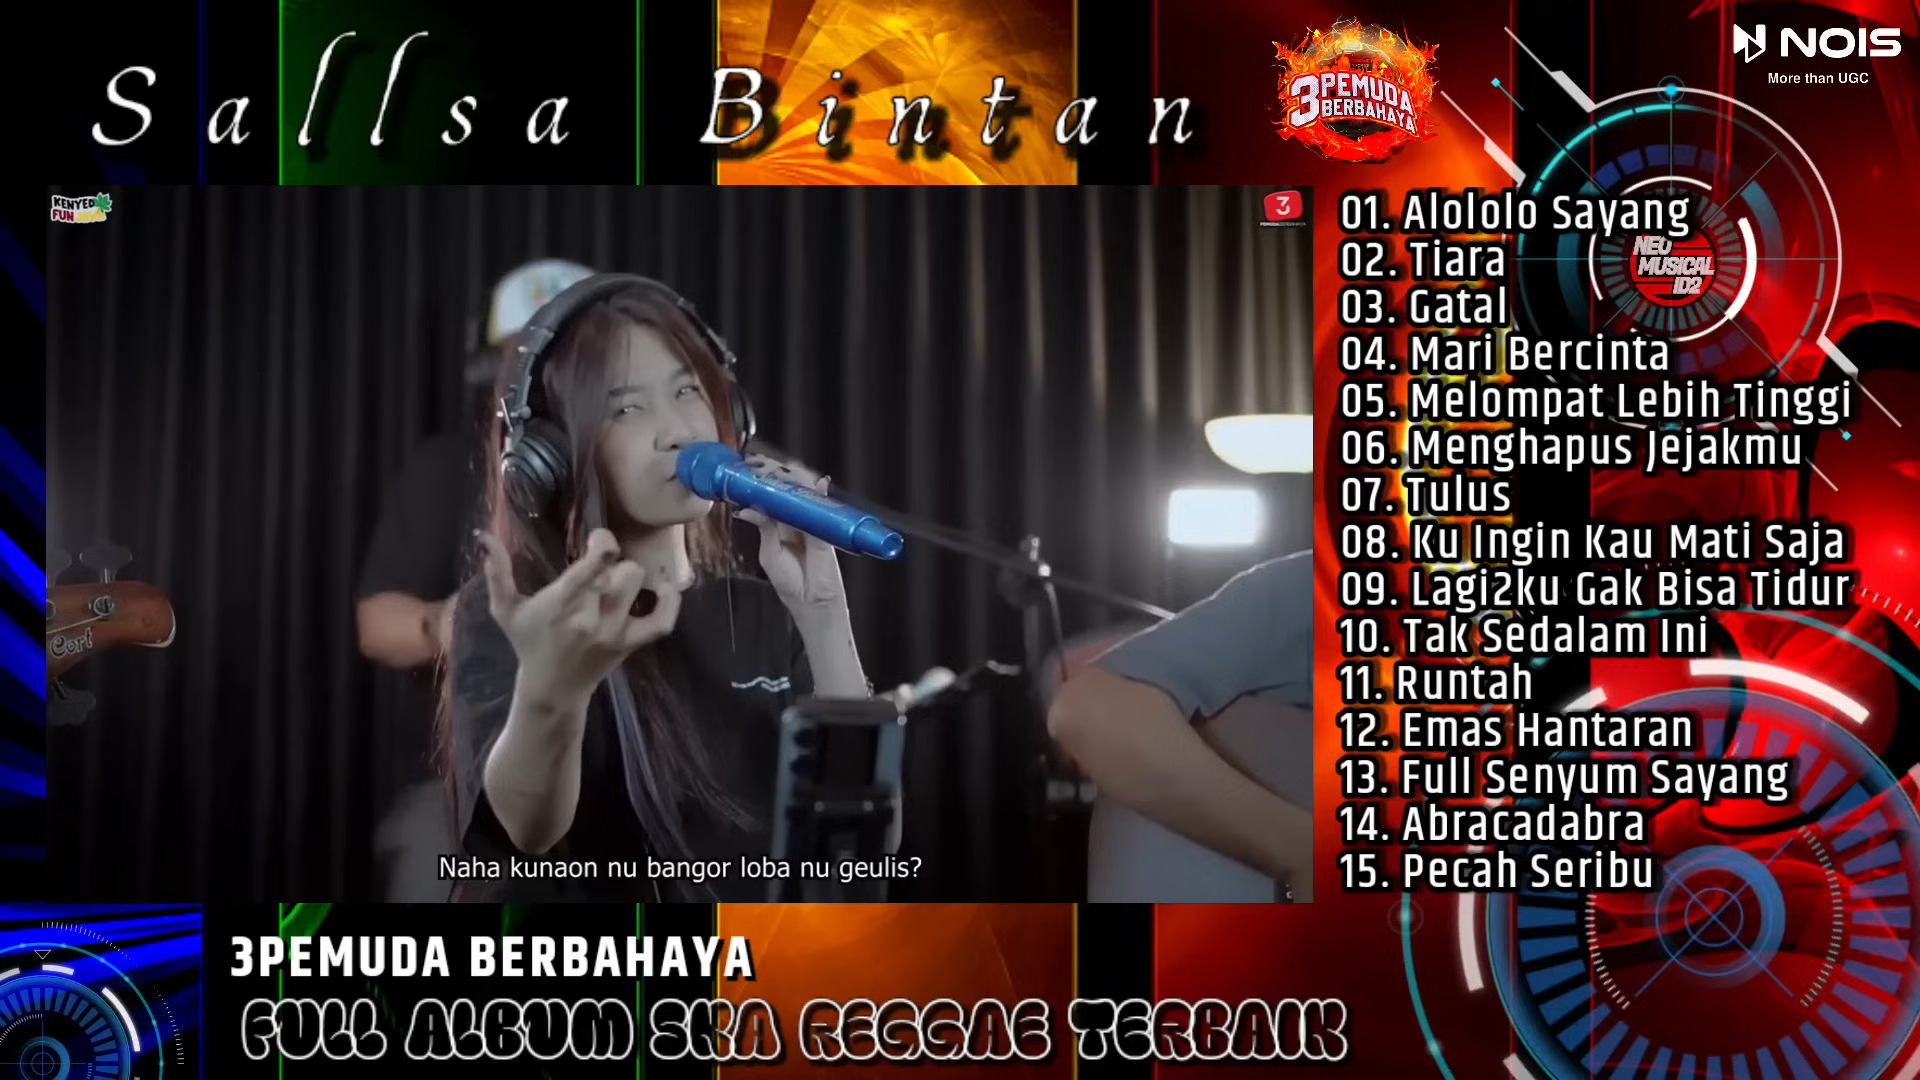 Sallsa Bintan
3PEMUDA
BERBAHAYA
NOIS
More than UGC
KENYED
FUN
3
01. Alololo Sayang
02. Tiara
03. Gatal
04. Mari Bercinta
05. Melompat Lebih Tinggi
06. Menghapus Jejakmu
07. Tulus
08. Ku Ingin Kau Mati Saja
09. Lagi2ku Gak Bisa Tidur
10. Tak Sedalam Ini
11. Runtah
12. Emas Hantaran
13. Full Senyum Sayang
14. Abracadabra
15. Pecah Seribu
NEO
MUSICAL
ID2
Cort
Naha kunaon nu bangor loba nu geulis?
3PEMUDA BERBAHAYA
FULL ALBUM SKA REGGAE TERBAIK